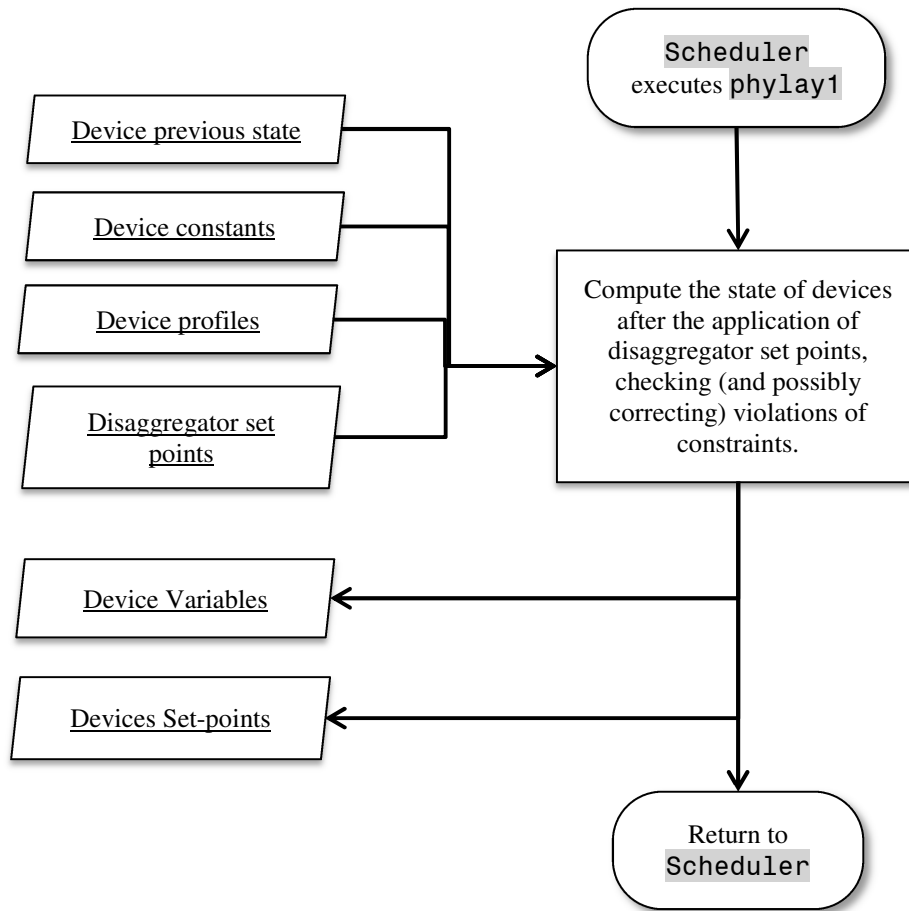 Scheduler
executes phylay1
Device previous state
Device constants
Device profiles
Disaggregator set
points
Compute the state of devices
after the application of
disaggregator set points,
checking (and possibly
correcting) violations of
constraints.
Device Variables
Devices Set-points
Return to
Scheduler